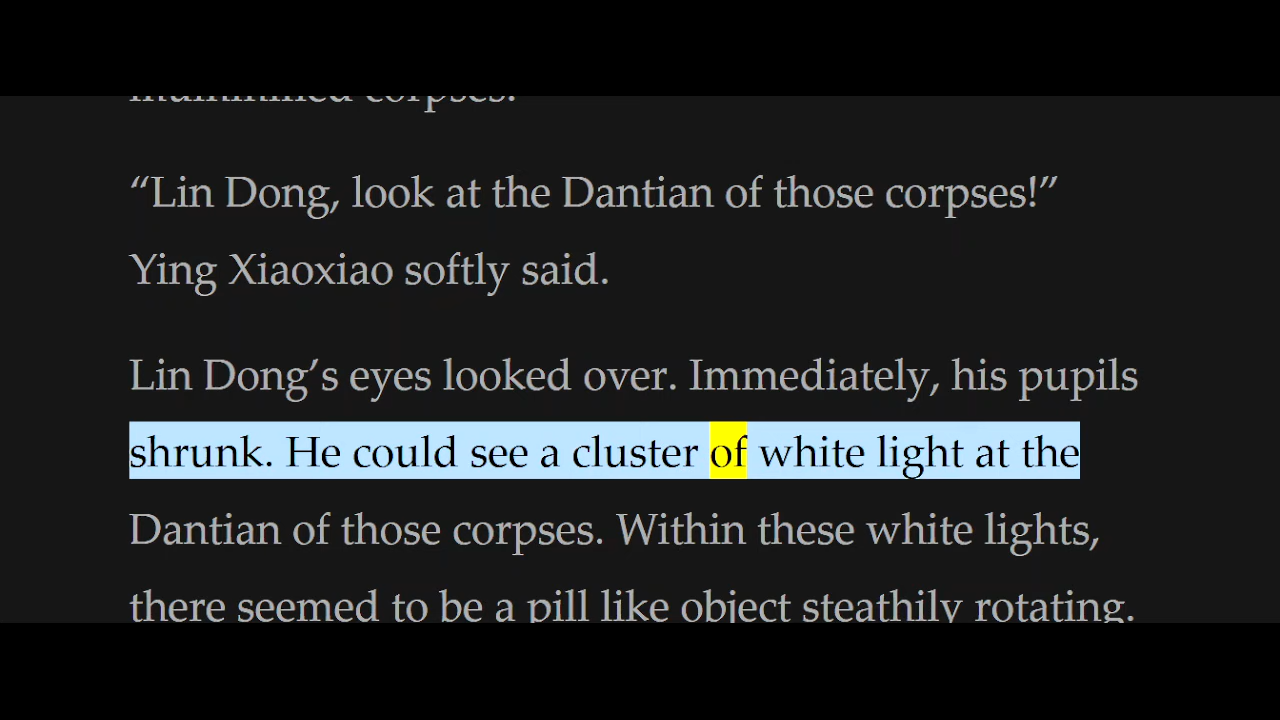 corpses.
“Lin Dong, look at the Dantian of those corpses!”
Ying Xiaoxiao softly said.
Lin Dong’s eyes looked over. Immediately, his pupils
shrunk. He could see a cluster of white light at the
Dantian of those corpses. Within these white lights,
there seemed to be a pill like object steathily rotating.